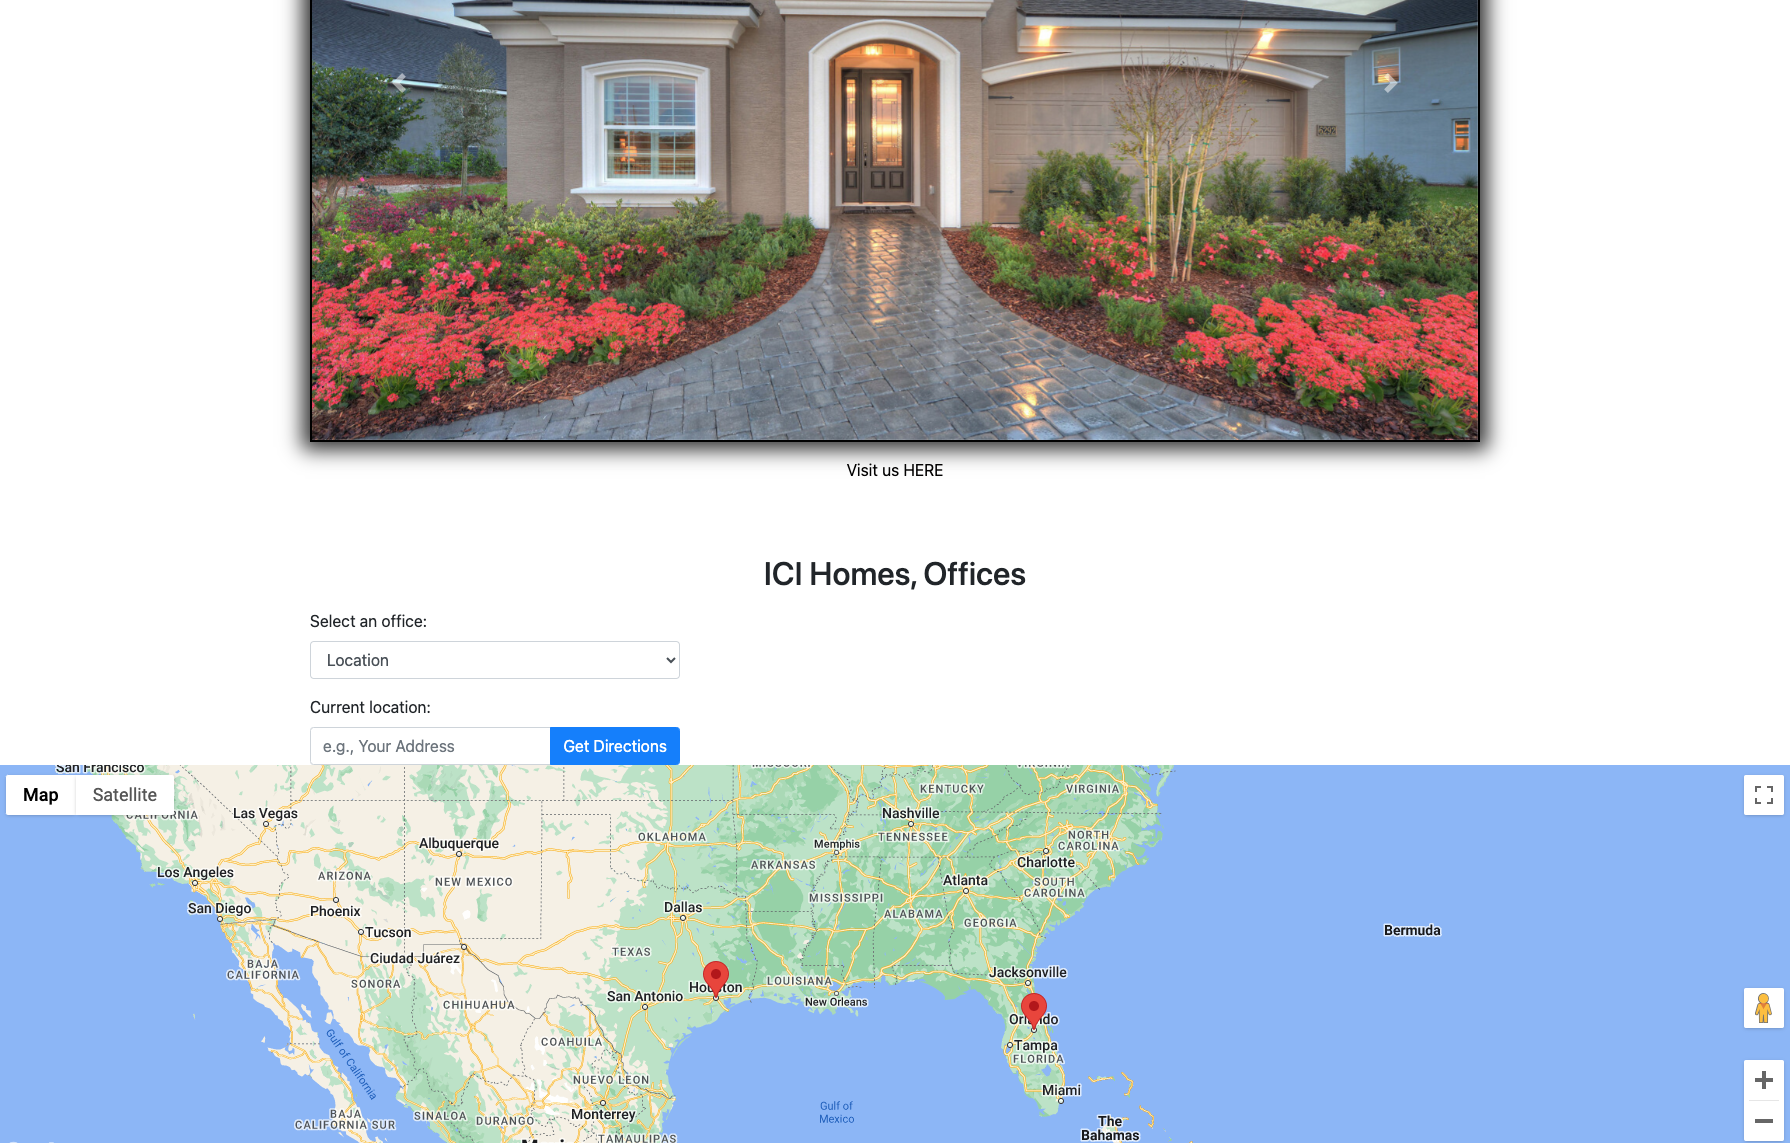 Visit us HERE
ICI Homes, Offices
Select an office:
Location
Current location:
e.g., Your Address
Get Directions
San Francisco
Map
Satellite
CALIFORNIA
Las Vegas
Los Angeles
San Diego
ARIZONA
Phoenix
Tucson
Albuquerque
NEW MEXICO
Ciudad Juárez
BAJA
CALIFORNIA
SONORA
CHIHUAHUA
Gulf of California
BAJA
CALIFORNIA SUR
SINALOA
DURANGO
COAHUILA
NUEVO LEON
Monterrey
TAMAULIPAS
OKLAHOMA
Dallas
TEXAS
San Antonio
Houston
MISSOURI
ARKANSAS
LOUISIANA
New Orleans
MISSISSIPPI
Memphis
Nashville
TENNESSEE
KENTUCKY
VIRGINIA
VIRGINIA
NORTH
CAROLINA
Charlotte
SOUTH
CAROLINA
Atlanta
ALABAMA
GEORGIA
Jacksonville
Orlando
Tampa
FLORIDA
Miami
Gulf of
Mexico
The
Bahamas
Bermuda